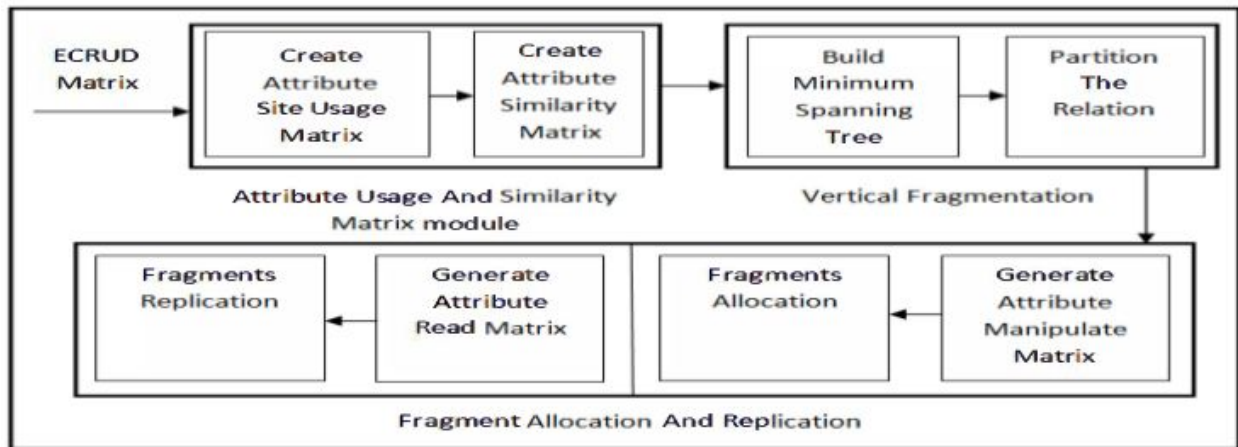 ECRUD
Matrix
Create
Attribute
Site Usage
Matrix
Create
Attribute
Similarity
Matrix
Build
Minimum
Spanning
Tree
Partition
The
Relation
Attribute Usage And Similarity
Matrix module
Vertical Fragmentation
Fragments
Replication
Generate
Attribute
Read Matrix
Fragments
Allocation
Generate
Attribute
Manipulate
Matrix
Fragment Allocation And Replication